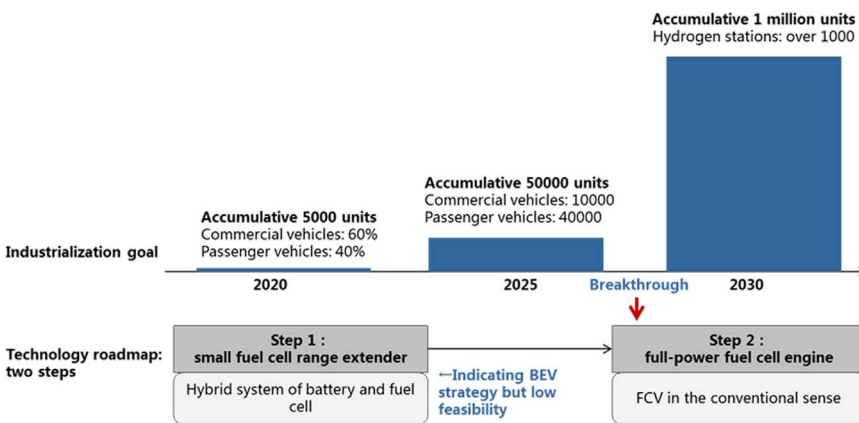 Accumulative 1 million units
Hydrogen stations: over 1000
Accumulative 50000 units
Commercial vehicles: 10000
Passenger vehicles: 40000
Accumulative 5000 units
Commercial vehicles: 60%
Passenger vehicles: 40%
Industrialization goal
2020
2025
Breakthrough
2030
Technology roadmap:
two steps
Step 1 :
small fuel cell range extender
Hybrid system of battery and fuel
cell
←Indicating BEV
strategy but low
feasibility
Step 2 :
full-power fuel cell engine
FCV in the conventional sense